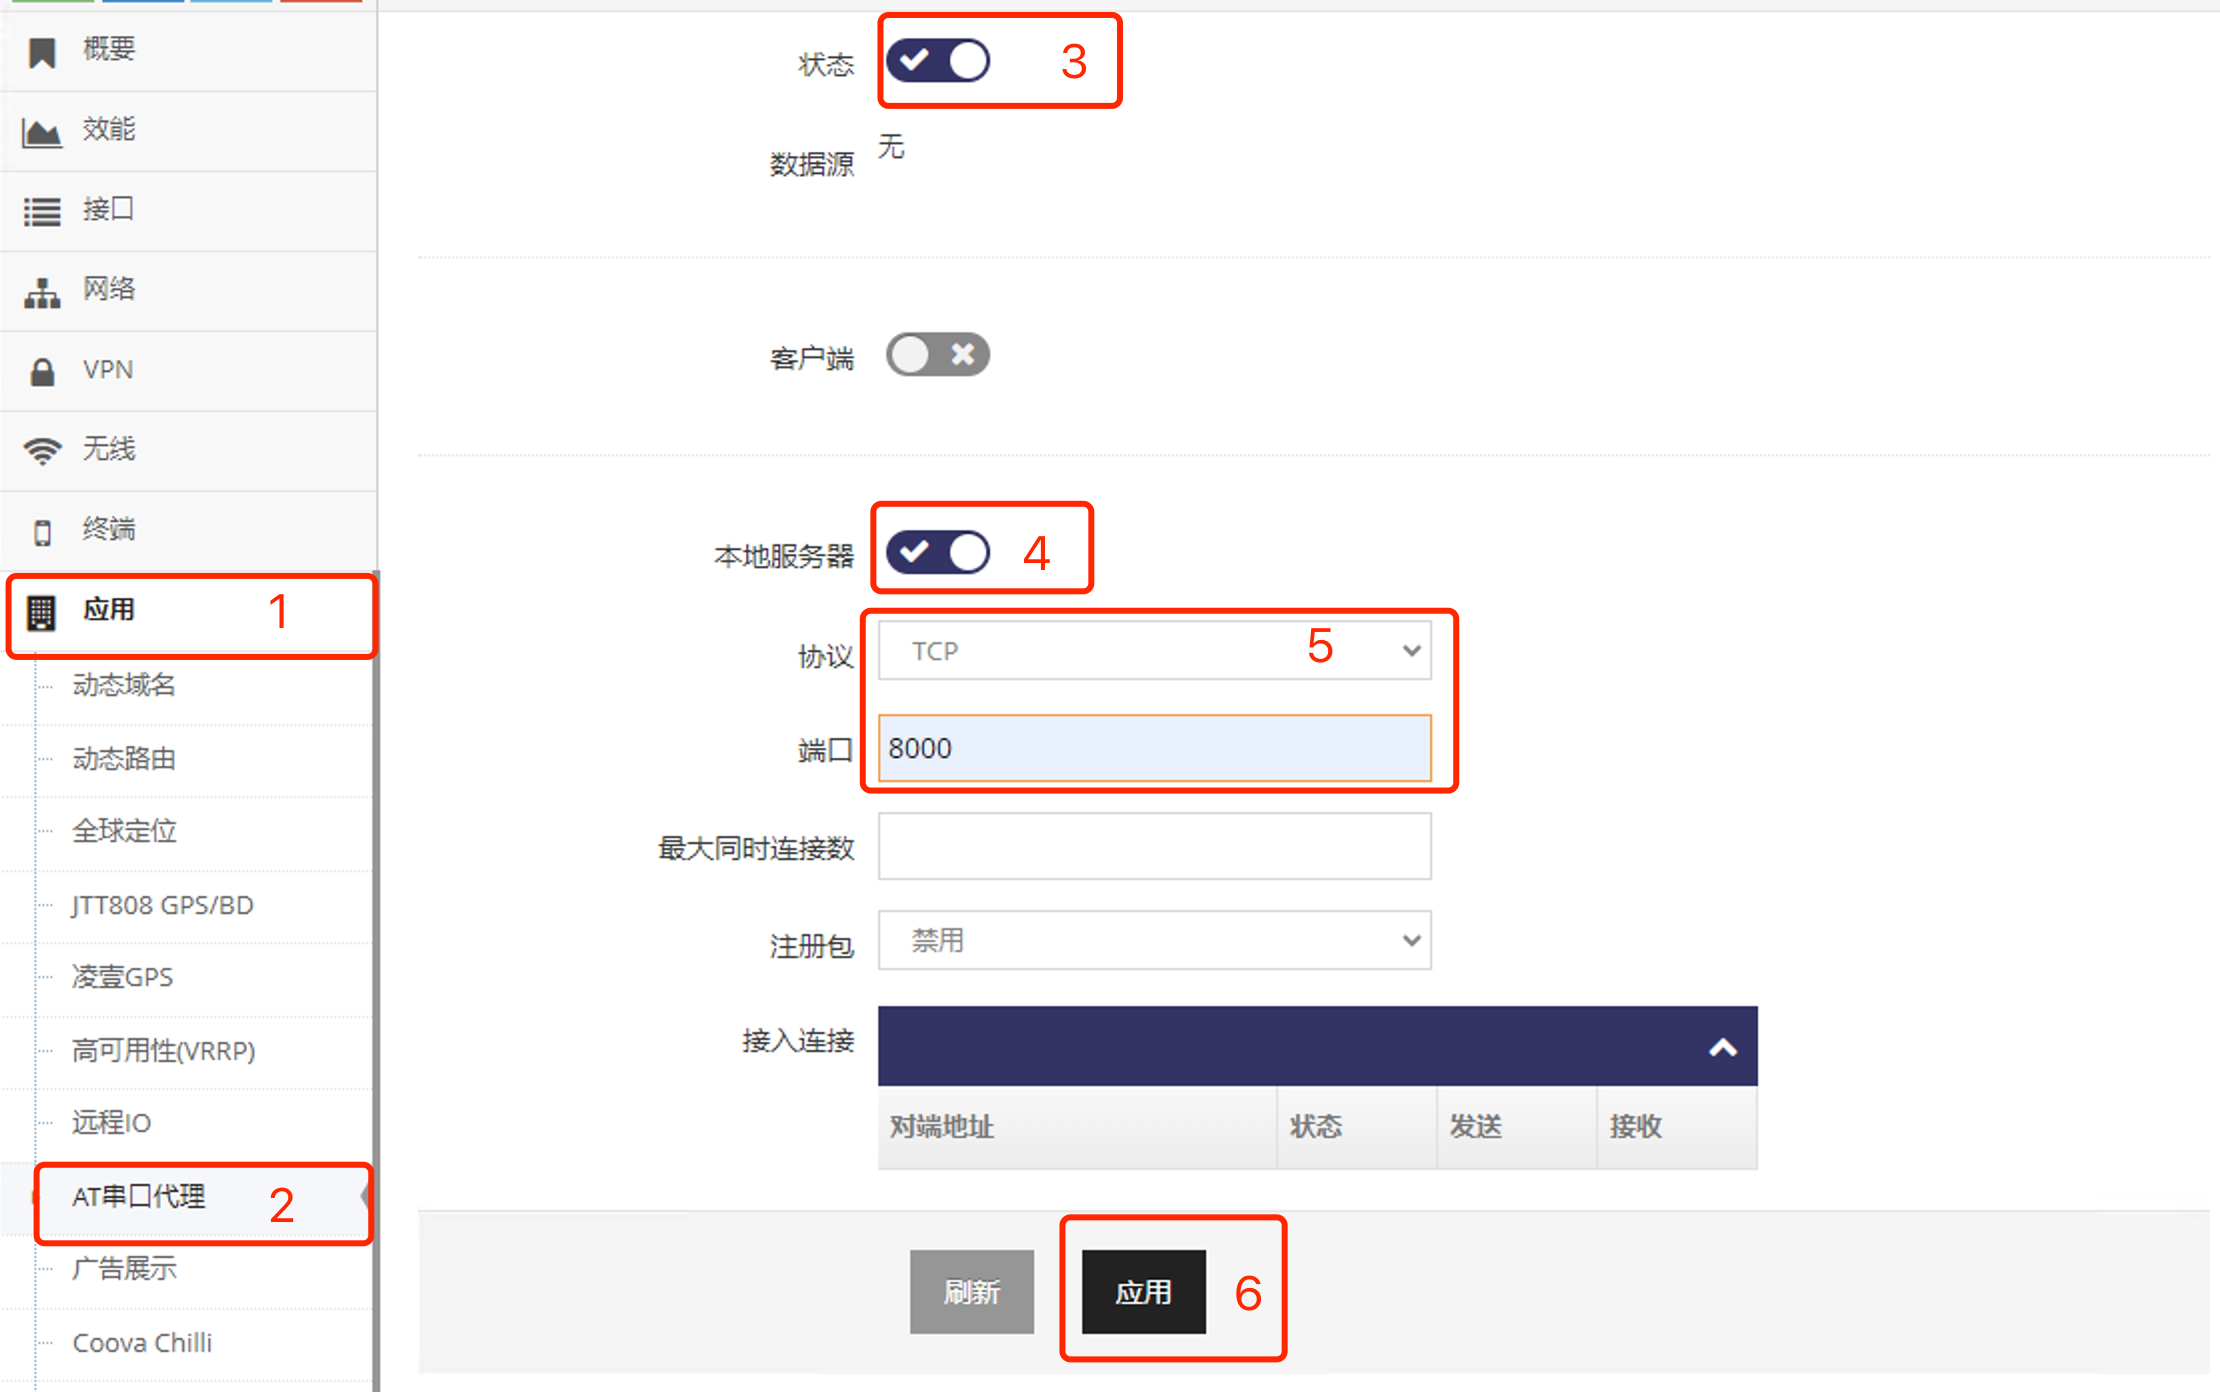 概要
效能
接口
网络
VPN
无线
终端
应用 1
动态域名
动态路由
全球定位
JTT808 GPS/BD
凌壹GPS
高可用性(VRRP)
远程IO
AT串口代理 2
广告展示
Coova Chilli
状态 3
数据源 无
客户端
本地服务器 4
协议 TCP 5
端口 8000
最大同时连接数
注册包 禁用
接入连接
对端地址 状态 发送 接收
刷新 应用 6